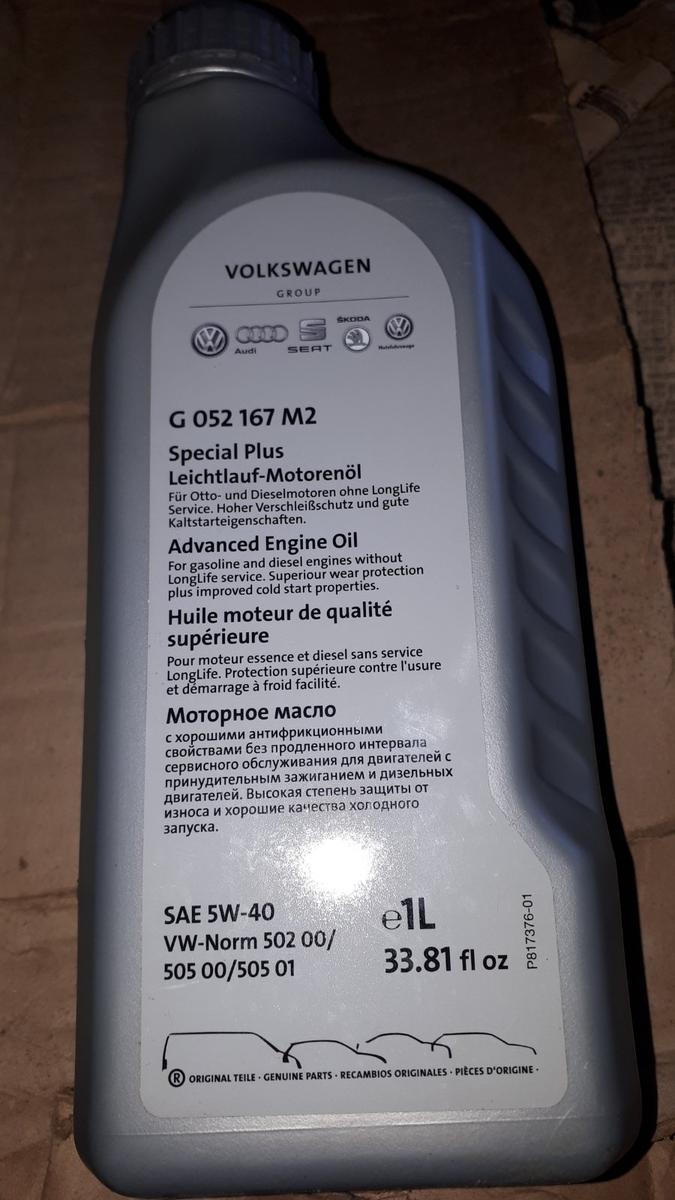 VOLKSWAGEN
GROUP
Audi
SEAT
ŠKODA
Nutzfahrzeuge
G 052 167 M2
Special Plus
Leichtlauf-Motorenöl
Für Otto- und Dieselmotoren ohne LongLife
Service. Hoher Verschleißschutz und gute
Kaltstarteigenschaften.
Advanced Engine Oil
For gasoline and diesel engines without
LongLife service. Superiour wear protection
plus improved cold start properties.
Huile moteur de qualité
supérieure
Pour moteur essence et diesel sans service
LongLife. Protection supérieure contre l'usure
et démarrage à froid facilité.
Моторное масло
с хорошими антифрикционными
свойствами без продленного интервала
сервисного обслуживания для двигателей с
принудительным зажиганием и дизельных
двигателей. Высокая степень защиты от
износа и хорошие качества холодного
запуска.
SAE 5W-40
VW-Norm 502 00/
505 00/505 01
℮1L
33.81 fl oz
P817376-01
® ORIGINAL TEILE · GENUINE PARTS · RECAMBIOS ORIGINALES · PIÈCES D'ORIGINE ·